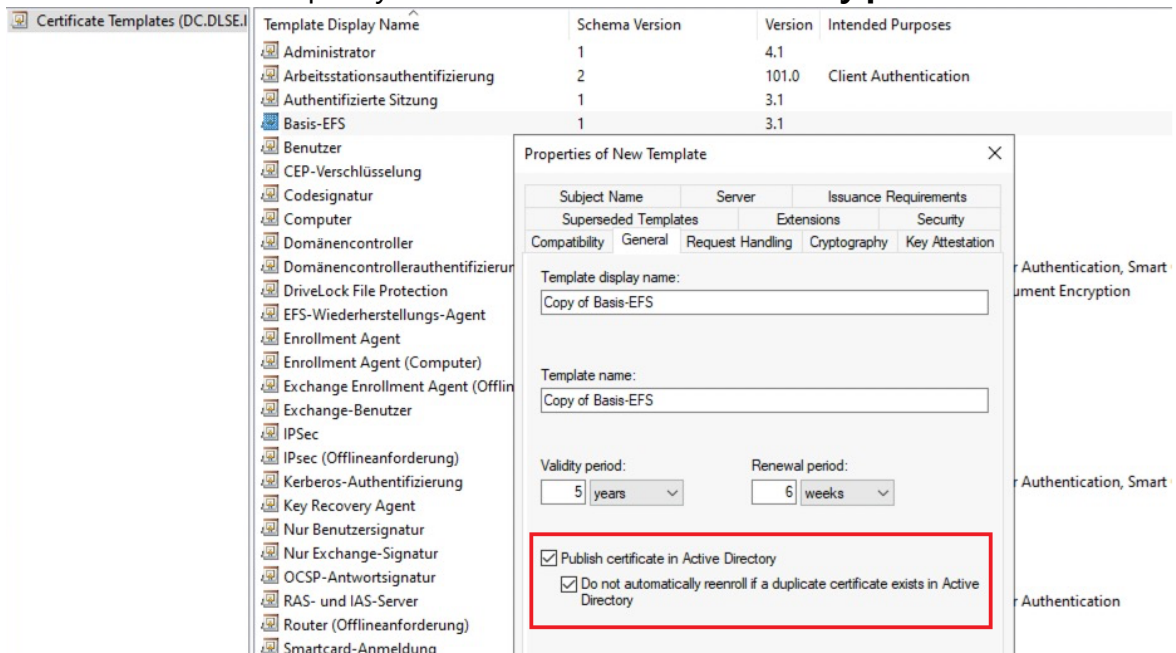 Certificate Templates (DC.DLSE.
Template Display Name Schema Version Version Intended Purposes
Administrator 1 4.1
Arbeitsstationsauthentifizierung 2 101.0 Client Authentication
Authentifizierte Sitzung 1 3.1
Basis-EFS 1 3.1
Benutzer
CEP-Verschlüsselung
Codesignatur
Computer
Domänencontroller
Domänencontrollerauthentifizierur
DriveLock File Protection
EFS-Wiederherstellungs-Agent
Enrollment Agent
Enrollment Agent (Computer)
Exchange Enrollment Agent (Offlin
Exchange-Benutzer
IPSec
IPsec (Offlineanforderung)
Kerberos-Authentifizierung
Key Recovery Agent
Nur Benutzersignatur
Nur Exchange-Signatur
OCSP-Antwortsignatur
RAS- und IAS-Server
Router (Offlineanforderung)
Smartcard-Anmeldung
Properties of New Template
Subject Name Server Issuance Requirements
Superseded Templates Extensions Security
Compatibility General Request Handling Cryptography Key Attestation
Template display name:
Copy of Basis-EFS
Template name:
Copy of Basis-EFS
Validity period: Renewal period:
5 years 6 weeks
Publish certificate in Active Directory
Do not automatically reenroll if a duplicate certificate exists in Active
Directory
r Authentication, Smart
ument Encryption
r Authentication, Smart
r Authentication